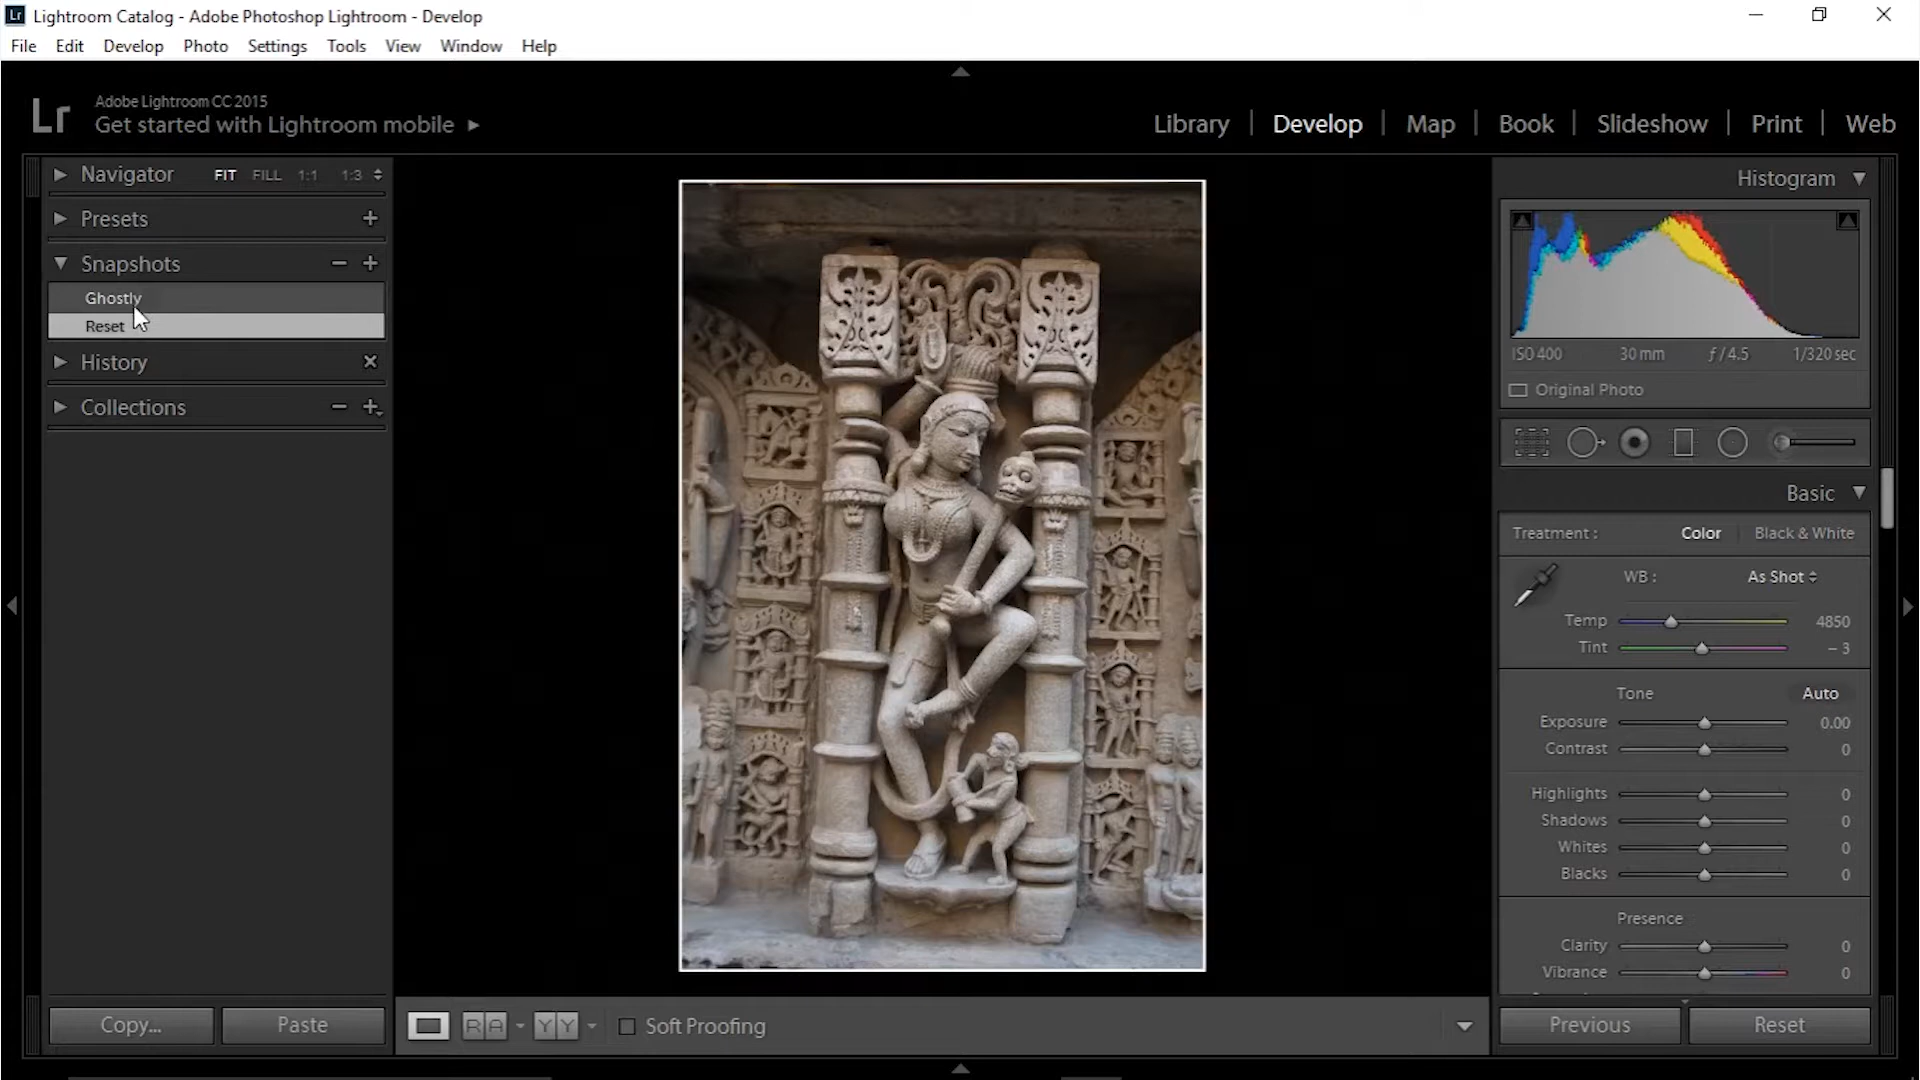 Lr Lightroom Catalog - Adobe Photoshop Lightroom - Develop
File Edit Develop Photo Settings Tools View Window Help
Lr
Adobe Lightroom CC 2015
Get started with Lightroom mobile
Library | Develop | Map | Book | Slideshow | Print | Web
Navigator FIT FILL 1:1 1:3
Presets
Snapshots
Ghostly
Reset
History
Collections
Copy... Paste
RA YY Soft Proofing
Histogram
ISO 400 30 mm ƒ / 4.5 1/320 sec
Original Photo
Basic
Treatment : Color Black & White
WB : As Shot
Temp 4850
Tint – 3
Tone Auto
Exposure 0.00
Contrast 0
Highlights 0
Shadows 0
Whites 0
Blacks 0
Presence
Clarity 0
Vibrance 0
Previous Reset